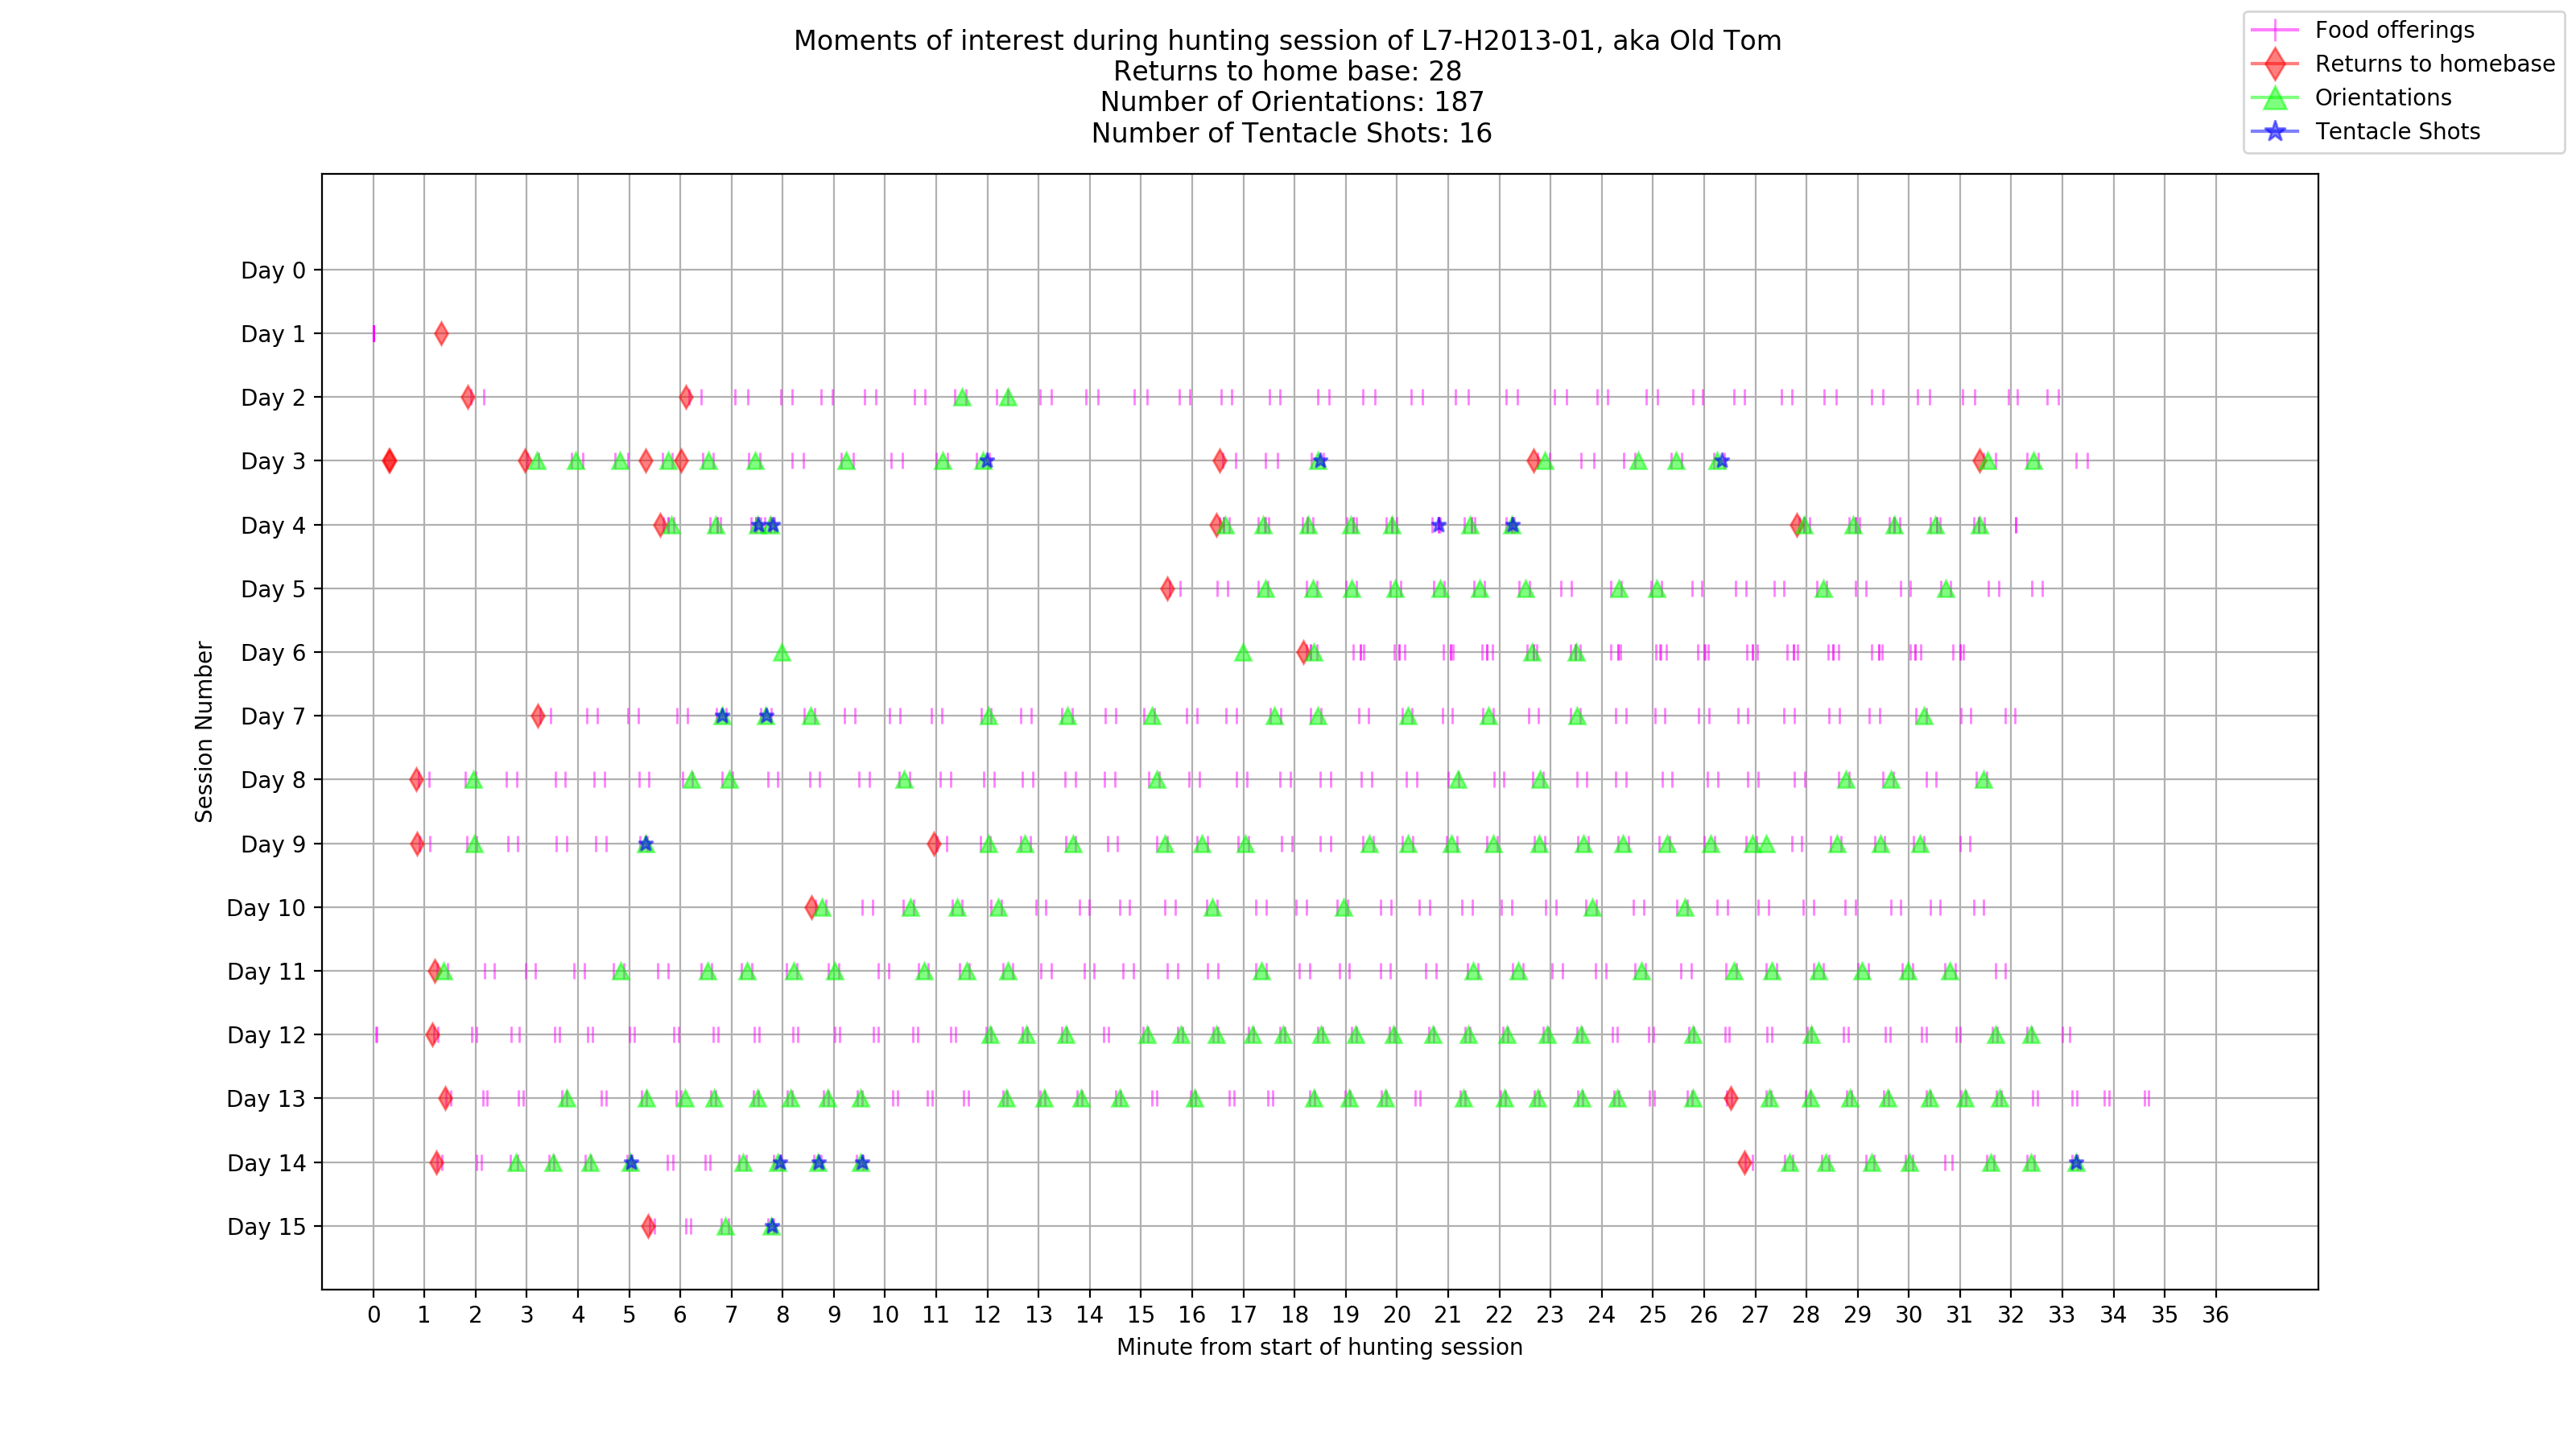 Moments of interest during hunting session of L7-H2013-01, aka Old Tom
Returns to home base: 28
Number of Orientations: 187
Number of Tentacle Shots: 16
Food offerings
Returns to homebase
Orientations
Tentacle Shots
Session Number
Day 0
Day 1
Day 2
Day 3
Day 4
Day 5
Day 6
Day 7
Day 8
Day 9
Day 10
Day 11
Day 12
Day 13
Day 14
Day 15
0 1 2 3 4 5 6 7 8 9 10 11 12 13 14 15 16 17 18 19 20 21 22 23 24 25 26 27 28 29 30 31 32 33 34 35 36
Minute from start of hunting session